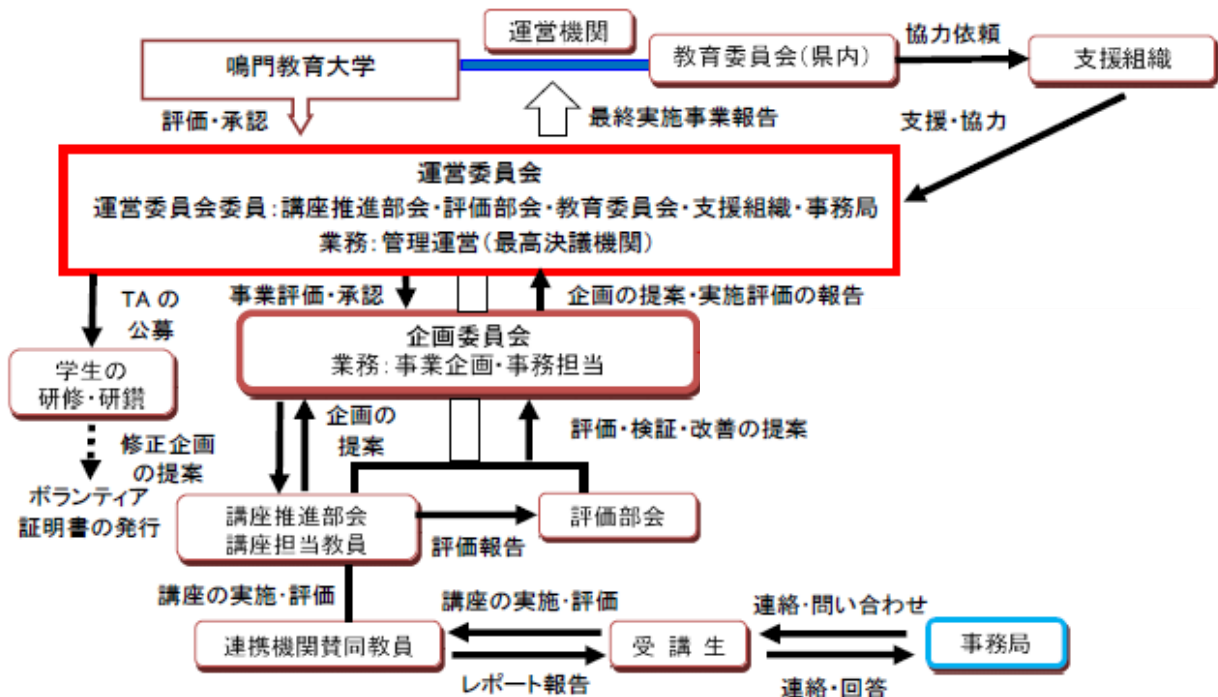 運営機関
鳴門教育大学
教育委員会(県内)
協力依頼
支援組織
評価・承認
最終実施事業報告
支援・協力
運営委員会
運営委員会委員:講座推進部会・評価部会・教育委員会・支援組織・事務局
業務:管理運営(最高決議機関)
TAの
公募
事業評価・承認
企画の提案・実施評価の報告
企画委員会
業務:事業企画・事務担当
学生の
研修・研鑽
修正企画
の提案
企画の
提案
評価・検証・改善の提案
ボランティア
証明書の発行
講座推進部会
講座担当教員
評価報告
評価部会
講座の実施・評価
講座の実施・評価
連絡・問い合わせ
連携機関賛同教員
受講生
事務局
レポート報告
連絡・回答